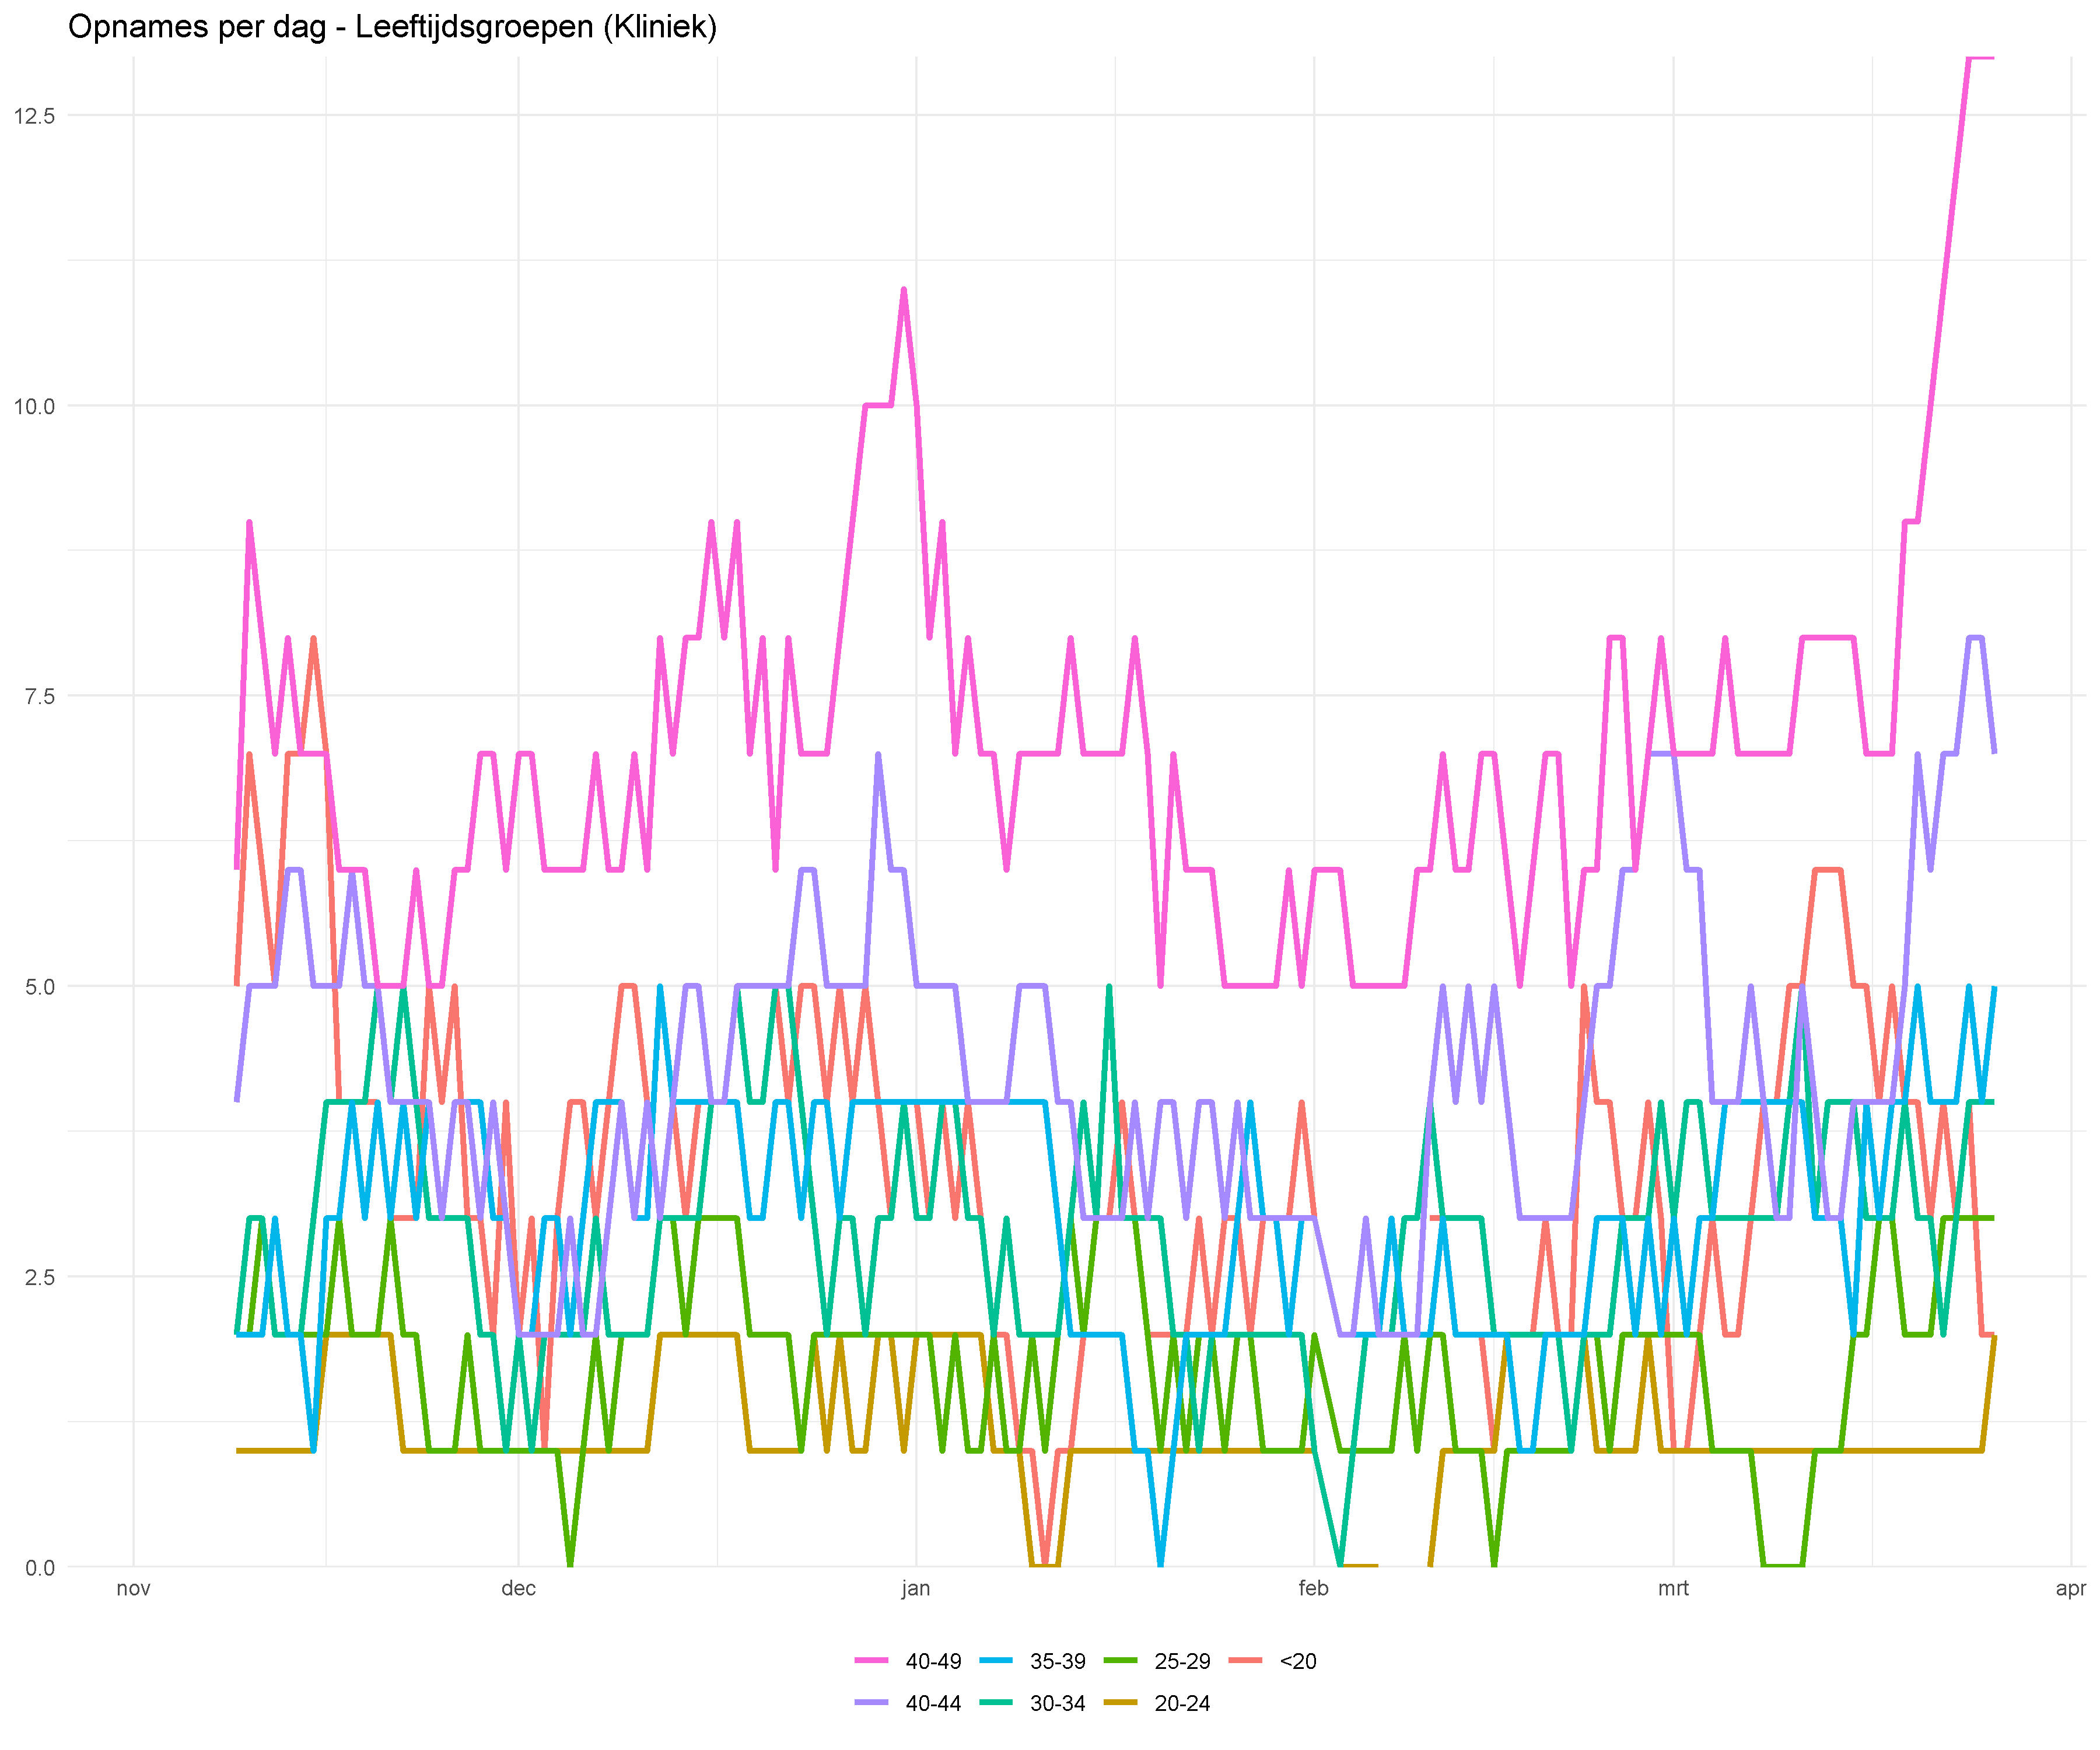 Opnames per dag - Leeftijdsgroepen (Kliniek)
12.5
10.0
7.5
5.0
2.5
0.0
nov dec jan feb mrt apr
40-49 35-39 25-29 <20
40-44 30-34 20-24